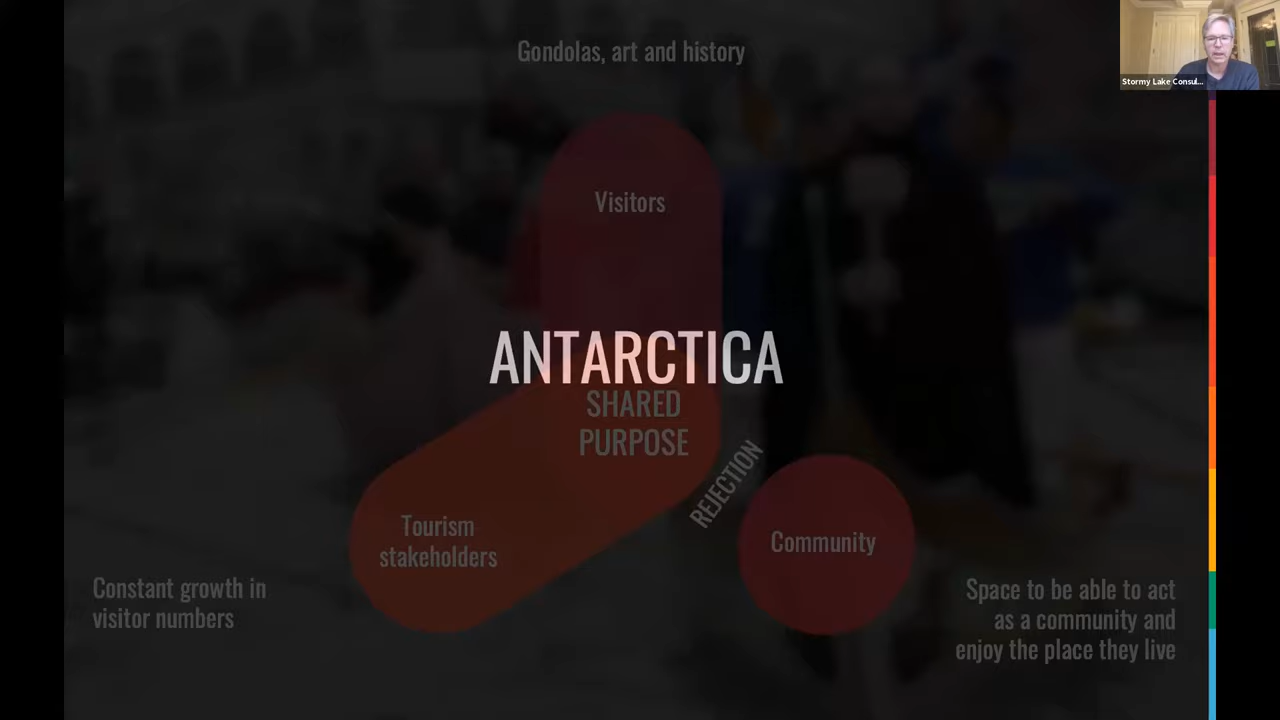 Gondolas, art and history
Stormy Lake Consul...
Visitors
ANTARCTICA
SHARED
PURPOSE
REJECTION
Tourism
stakeholders
Community
Constant growth in
visitor numbers
Space to be able to act
as a community and
enjoy the place they live